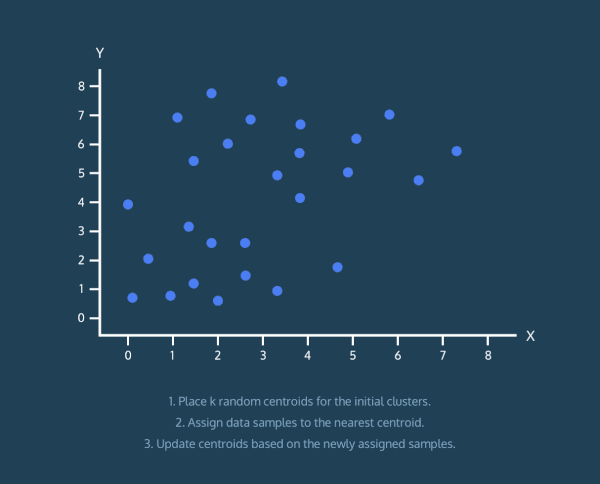 Y
8
7
6
5
4
3
2
1
0
X
0 1 2 3 4 5 6 7 8
1. Place k random centroids for the initial clusters.
2. Assign data samples to the nearest centroid.
3. Update centroids based on the newly assigned samples.